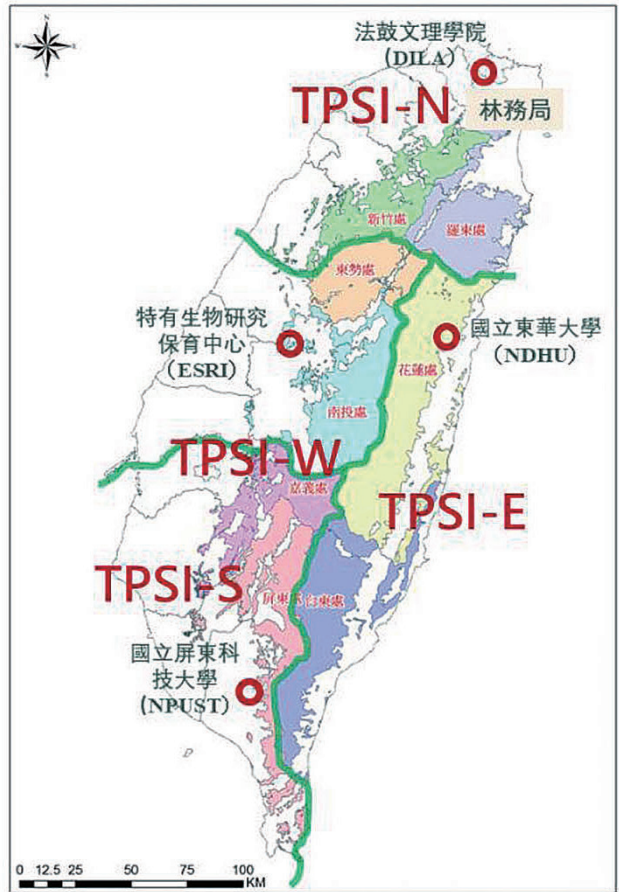 N
法鼓文理學院
(DILA)
TPSI-N
林務局
新竹處
羅東處
東勢處
特有生物研究
保育中心
(ESRI)
國立東華大學
(NDHU)
花蓮處
南投處
TPSI-W
嘉義處
TPSI-E
TPSI-S
屏東
台東處
國立屏東科
技大學
(NPUST)
0 12.5 25 50 75 100
KM